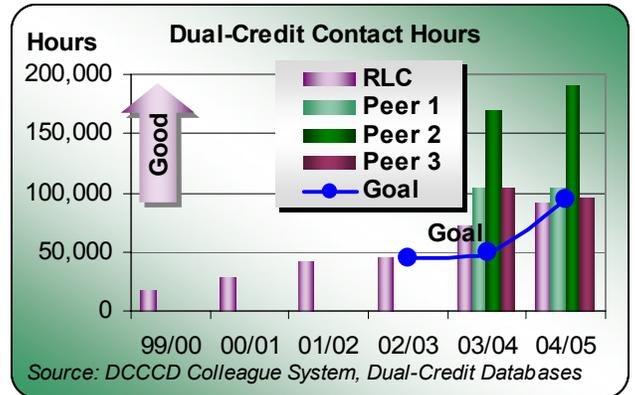 Dual-Credit Contact Hours
Hours
200,000
150,000
100,000
50,000
0
Good
RLC
Peer 1
Peer 2
Peer 3
Goal
Goal
99/00 00/01 01/02 02/03 03/04 04/05
Source: DCCCD Colleague System, Dual-Credit Databases